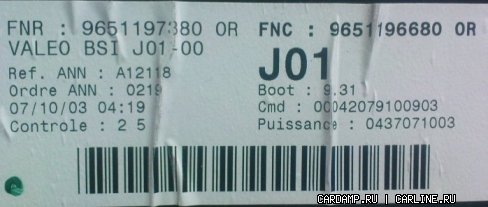 FNR : 9651197380 OR FNC : 9651196680 OR
VALEO BSI J01-00
J01
Ref. ANN : A12118
Ordre ANN : 0219 Boot : 9.31
07/10/03 04:19 Cmd : 00042079100903
Controle : 2 5 Puissance : 0437071003
CARDAMP.RU | CARLINE.RU